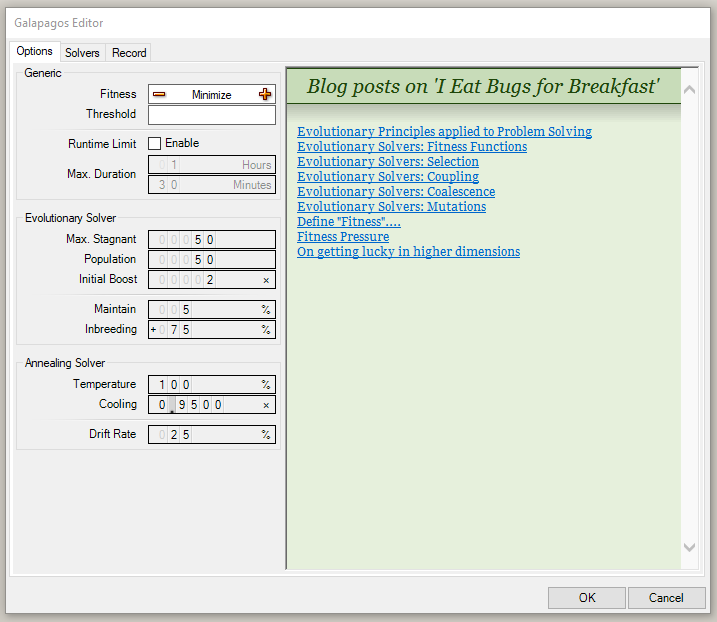 Galapagos Editor
Options Solvers Record
Generic
Fitness Minimize
Threshold
Runtime Limit Enable
Max. Duration
01 Hours
30 Minutes
Evolutionary Solver
Max. Stagnant 00050
Population 00050
Initial Boost 00002 ×
Maintain 005 %
Inbreeding +075 %
Annealing Solver
Temperature 100 %
Cooling 0.9500 ×
Drift Rate 025 %
Blog posts on 'I Eat Bugs for Breakfast'
Evolutionary Principles applied to Problem Solving
Evolutionary Solvers: Fitness Functions
Evolutionary Solvers: Selection
Evolutionary Solvers: Coupling
Evolutionary Solvers: Coalescence
Evolutionary Solvers: Mutations
Define "Fitness"....
Fitness Pressure
On getting lucky in higher dimensions
OK Cancel